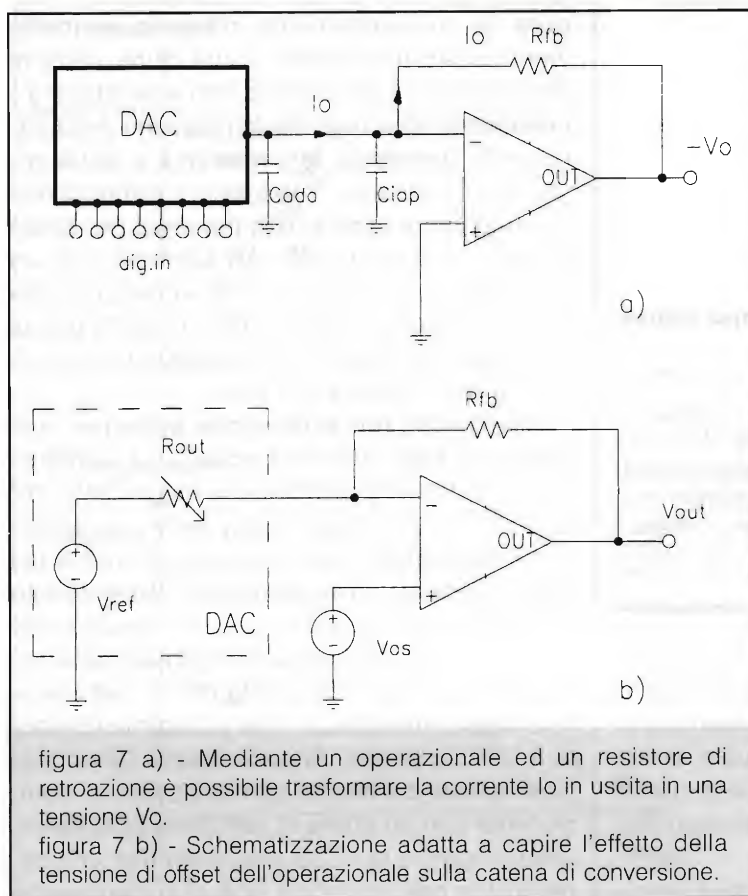 Io
Rfb
DAC
Io
−
OUT
−Vo
Coda
Ciop
+
dig.in
a)
Rfb
Rout
−
OUT
Vout
+
−
Vref
DAC
+
+
−
Vos
b)
figura 7 a) - Mediante un operazionale ed un resistore di
retroazione è possibile trasformare la corrente Io in uscita in una
tensione Vo.
figura 7 b) - Schematizzazione adatta a capire l'effetto della
tensione di offset dell'operazionale sulla catena di conversione.